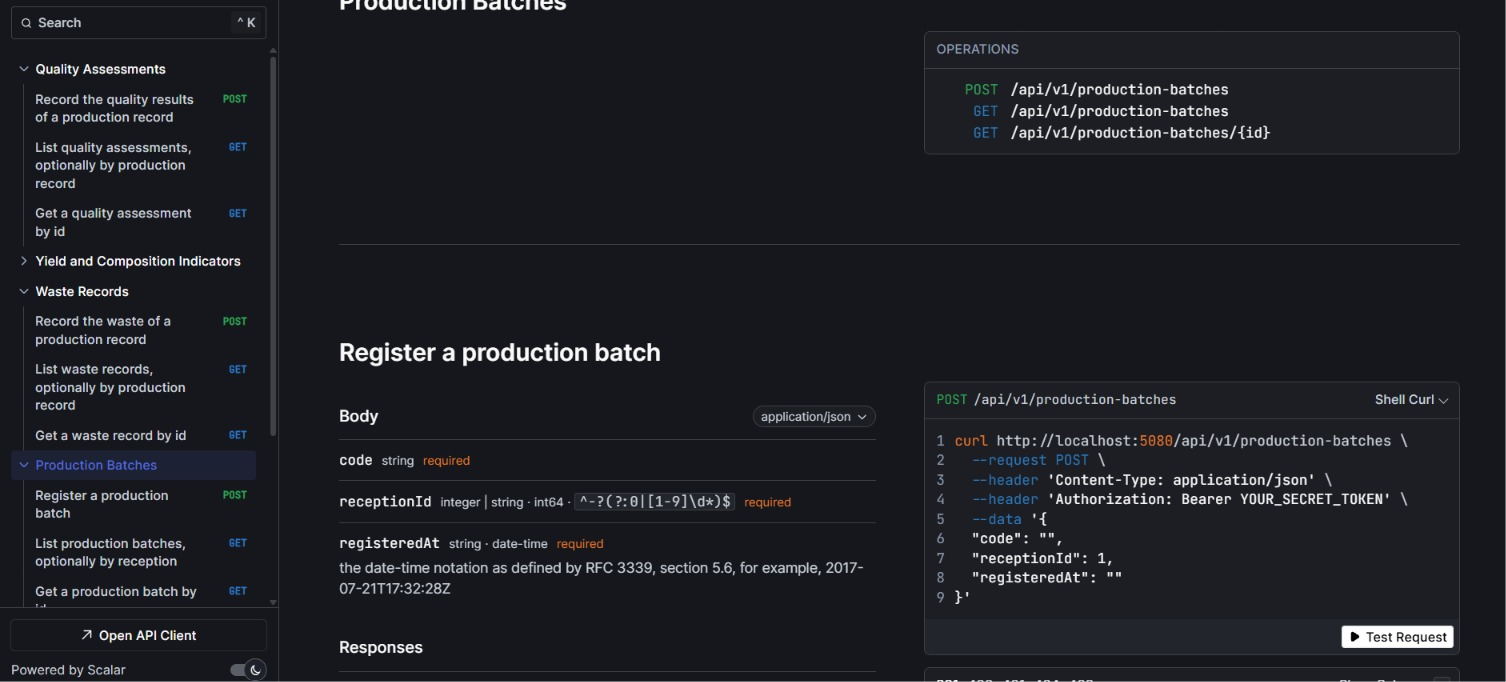 Search
^ K
Quality Assessments
Record the quality results POST
of a production record
List quality assessments, GET
optionally by production
record
Get a quality assessment GET
by id
Yield and Composition Indicators
Waste Records
Record the waste of a POST
production record
List waste records, GET
optionally by production
record
Get a waste record by id GET
Production Batches
Register a production POST
batch
List production batches, GET
optionally by reception
Get a production batch by GET
id
Open API Client
Powered by Scalar
Production Batches
OPERATIONS
POST /api/v1/production-batches
GET /api/v1/production-batches
GET /api/v1/production-batches/{id}
Register a production batch
Body application/json
code string required
receptionId integer | string · int64 · ^-?(?:0|[1-9]\d*)$ required
registeredAt string · date-time required
the date-time notation as defined by RFC 3339, section 5.6, for example, 2017-
07-21T17:32:28Z
Responses
POST /api/v1/production-batches Shell Curl
1 curl http://localhost:5080/api/v1/production-batches \
2 --request POST \
3 --header 'Content-Type: application/json' \
4 --header 'Authorization: Bearer YOUR_SECRET_TOKEN' \
5 --data '{
6 "code": "",
7 "receptionId": 1,
8 "registeredAt": ""
9 }'
Test Request